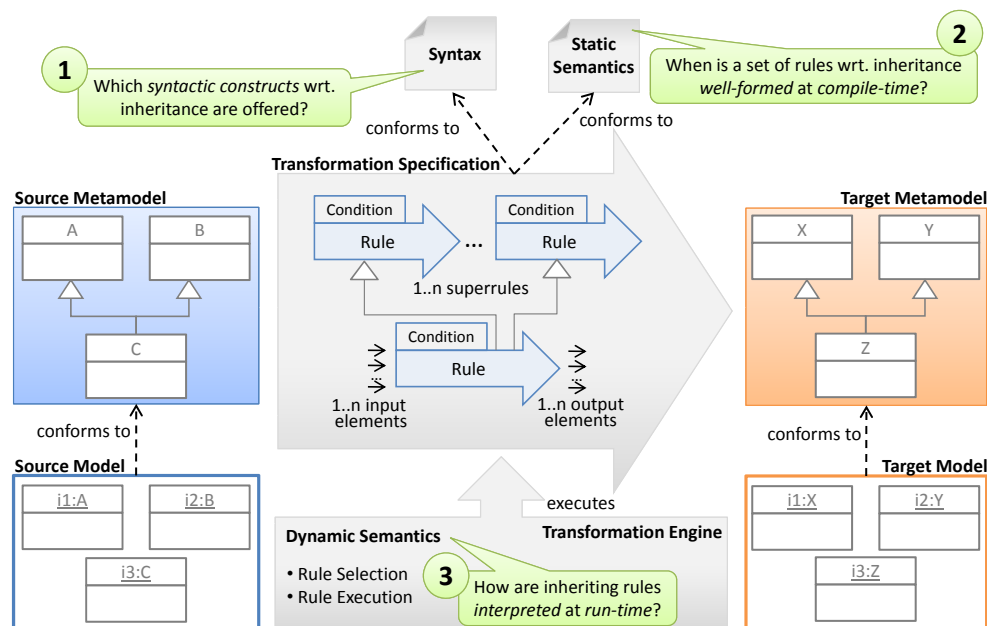 1
Which syntactic constructs wrt.
inheritance are offered?
Syntax
Static
Semantics
2
When is a set of rules wrt. inheritance
well-formed at compile-time?
conforms to
conforms to
Transformation Specification
Source Metamodel
A
B
C
Condition
Rule
...
Condition
Rule
1..n superrules
Condition
Rule
...
1..n input
elements
...
1..n output
elements
Target Metamodel
X
Y
Z
conforms to
conforms to
Source Model
i1:A
i2:B
i3:C
executes
Dynamic Semantics
Transformation Engine
• Rule Selection
• Rule Execution
3
How are inheriting rules
interpreted at run-time?
Target Model
i1:X
i2:Y
i3:Z